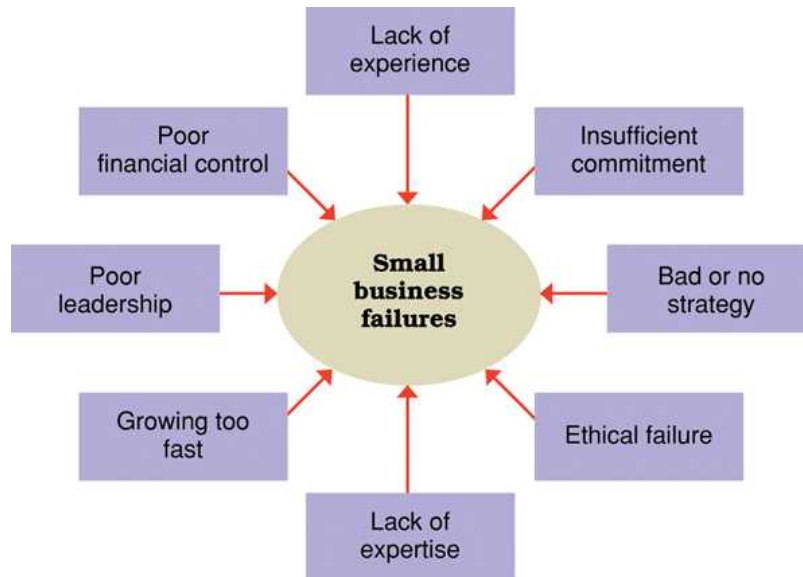 Lack of
experience
Poor
financial control
Insufficient
commitment
Poor
leadership
Small
business
failures
Bad or no
strategy
Growing too
fast
Ethical failure
Lack of
expertise